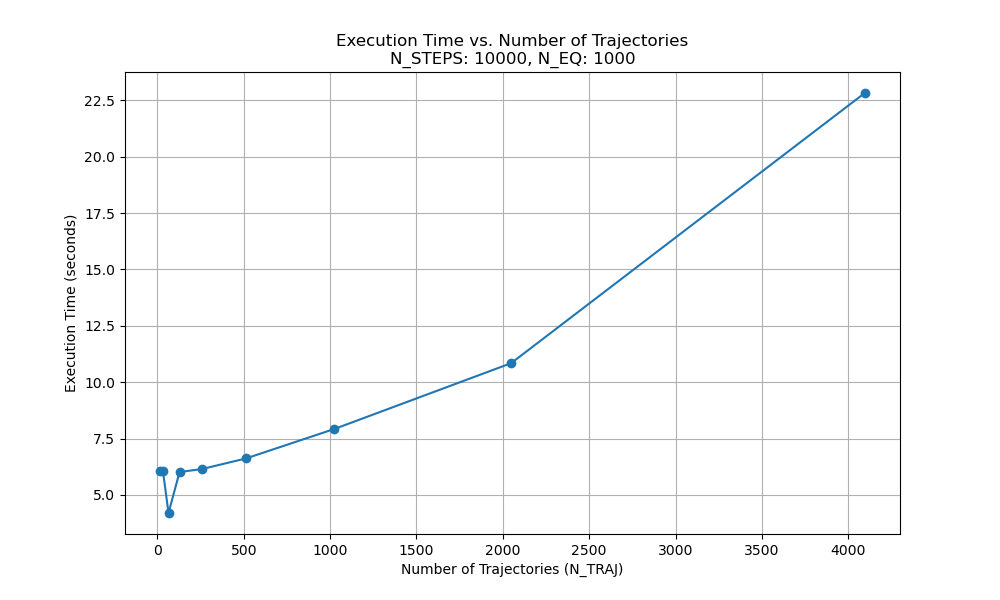 Execution Time vs. Number of Trajectories
N_STEPS: 10000, N_EQ: 1000
Execution Time (seconds)
22.5
20.0
17.5
15.0
12.5
10.0
7.5
5.0
0 500 1000 1500 2000 2500 3000 3500 4000
Number of Trajectories (N_TRAJ)